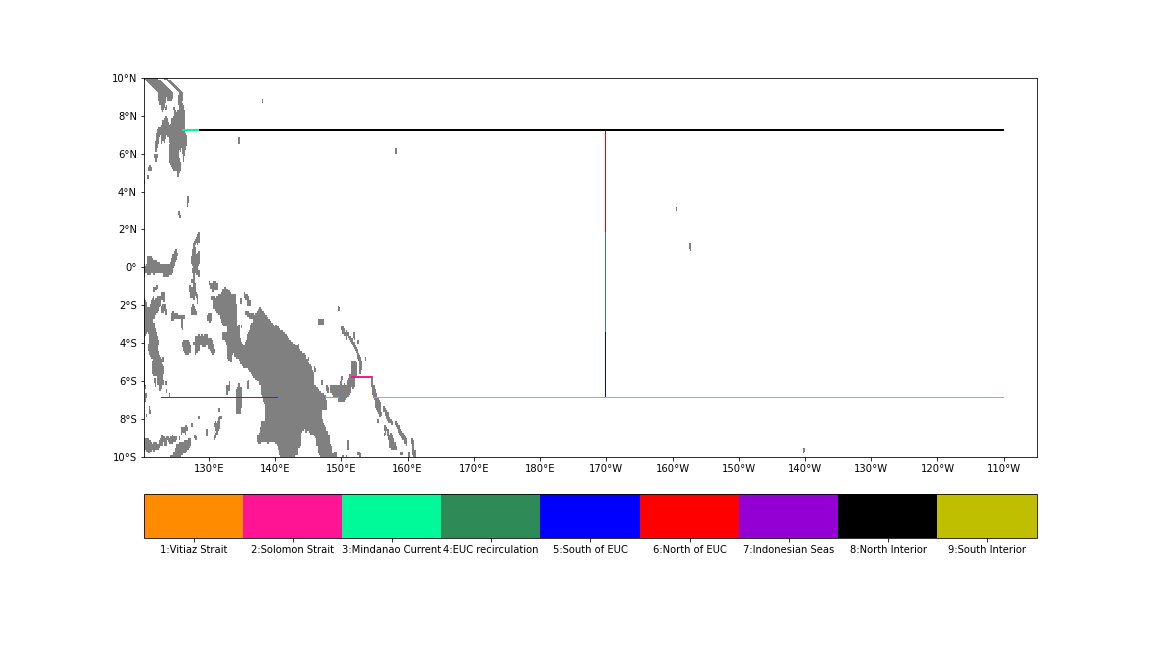 10°N
8°N
6°N
4°N
2°N
0°
2°S
4°S
6°S
8°S
10°S
130°E 140°E 150°E 160°E 170°E 180°W 170°W 160°W 150°W 140°W 130°W 120°W 110°W
1:Vitiaz Strait 2:Solomon Strait 3:Mindanao Current 4:EUC recirculation 5:South of EUC 6:North of EUC 7:Indonesian Seas 8:North Interior 9:South Interior